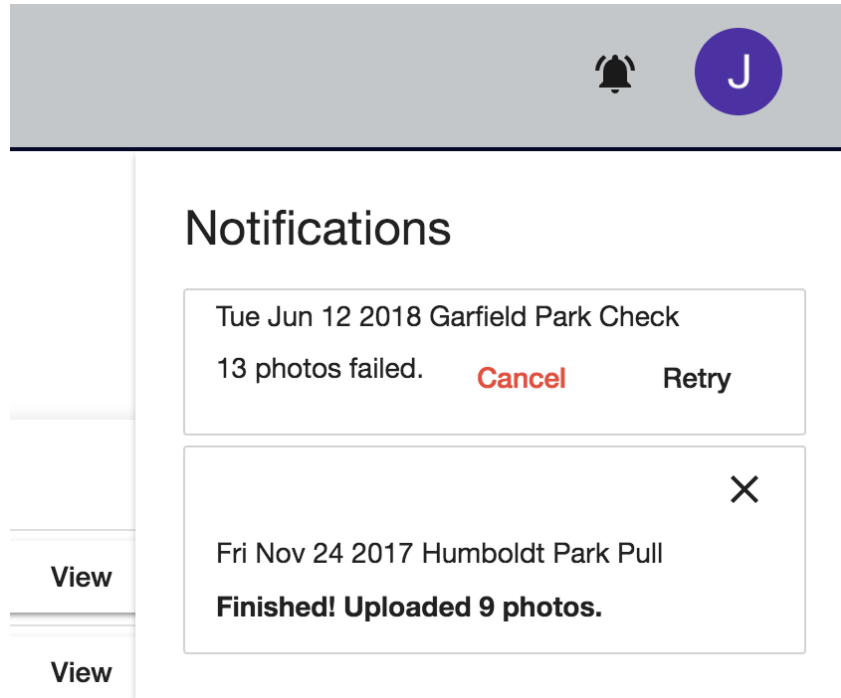 J
Notifications
Tue Jun 12 2018 Garfield Park Check
13 photos failed. Cancel Retry
Fri Nov 24 2017 Humboldt Park Pull
Finished! Uploaded 9 photos.
View
View